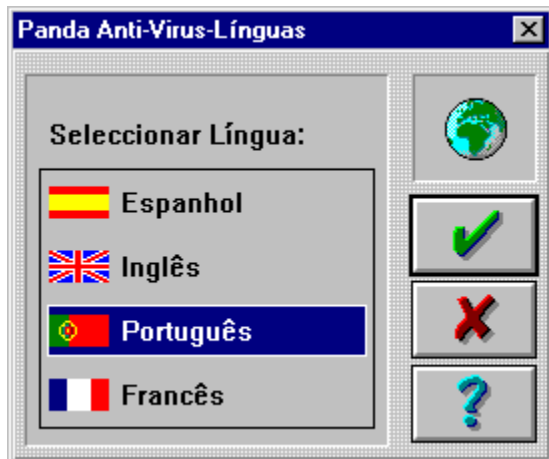 Panda Anti-Virus-Línguas
Seleccionar Língua:
Espanhol
Inglês
Português
Francês